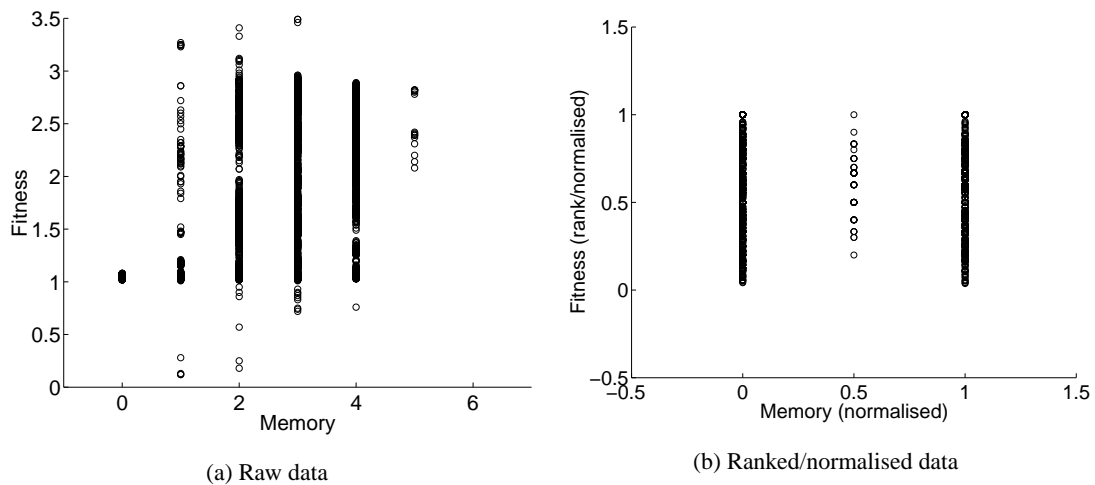 3.5
3
2.5
2
1.5
1
0.5
0
Fitness
0 2 4 6
Memory
(a) Raw data
1.5
1
0.5
0
−0.5
Fitness (rank/normalised)
−0.5 0 0.5 1 1.5
Memory (normalised)
(b) Ranked/normalised data